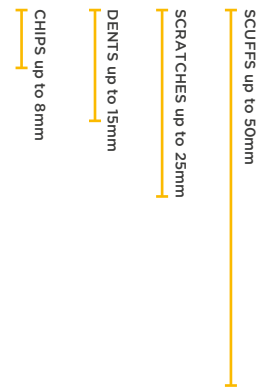 CHIPS up to 8mm
DENTS up to 15mm
SCRATCHES up to 25mm
SCUFFS up to 50mm